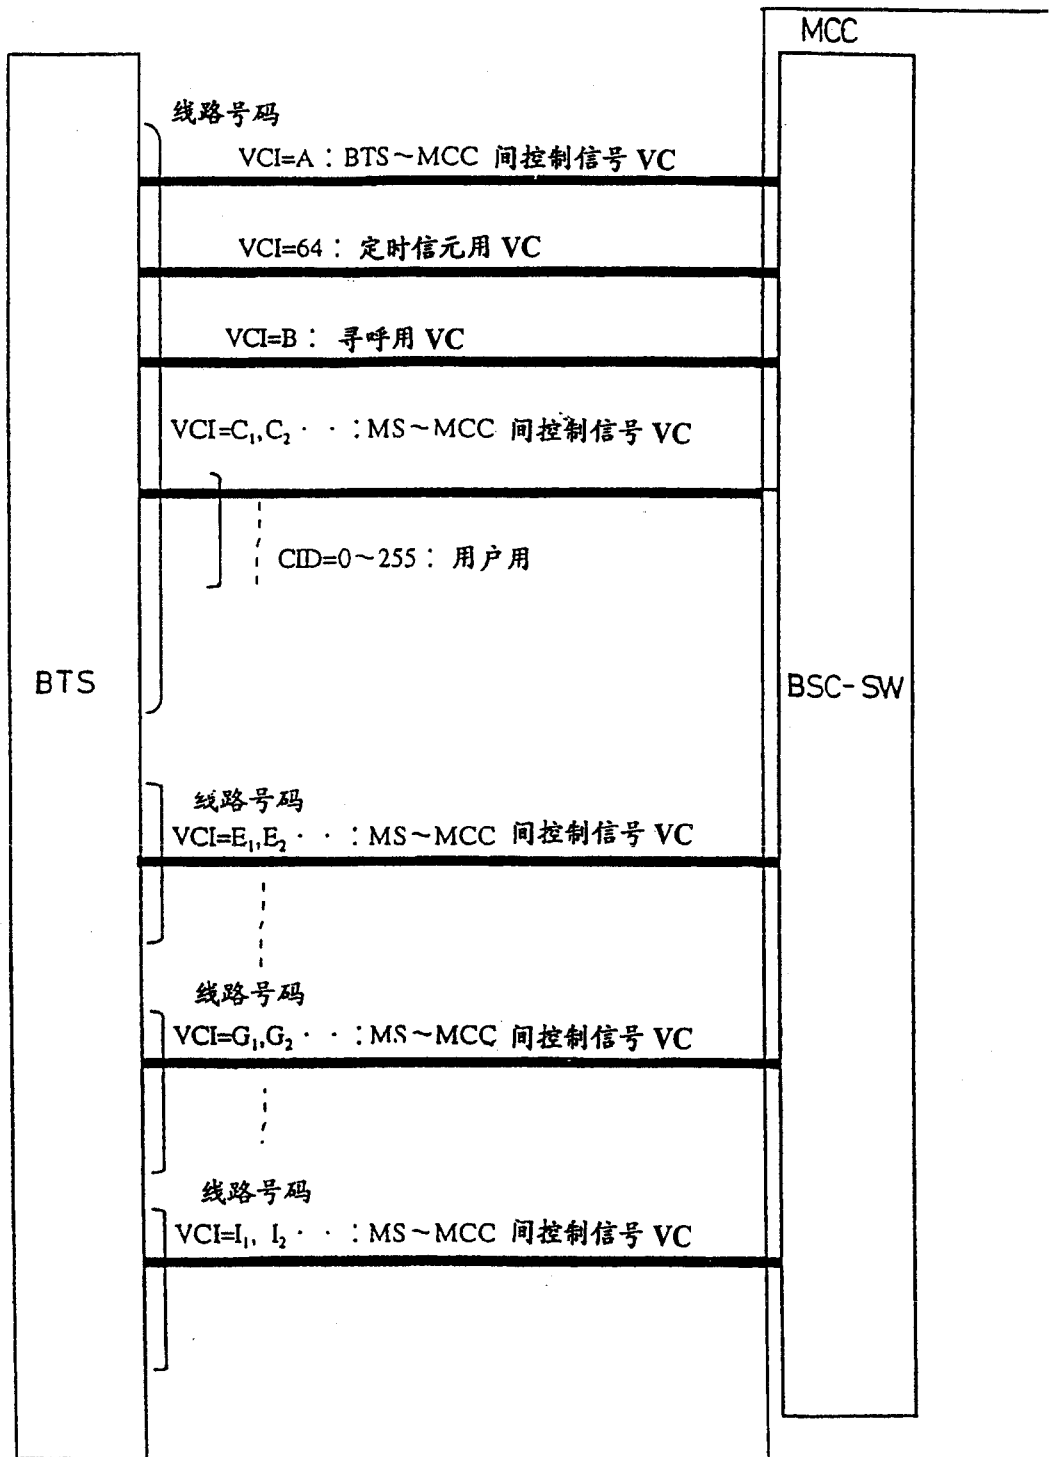 MCC
线路号码
VCI=A：BTS～MCC 间控制信号 VC
VCI=64：定时信元用 VC
VCI=B：寻呼用 VC
VCI=C₁,C₂・・：MS～MCC 间控制信号 VC
CID=0～255：用户用
BTS
BSC-SW
线路号码
VCI=E₁,E₂・・：MS～MCC 间控制信号 VC
线路号码
VCI=G₁,G₂・・：MS～MCC 间控制信号 VC
线路号码
VCI=I₁, I₂・・：MS～MCC 间控制信号 VC